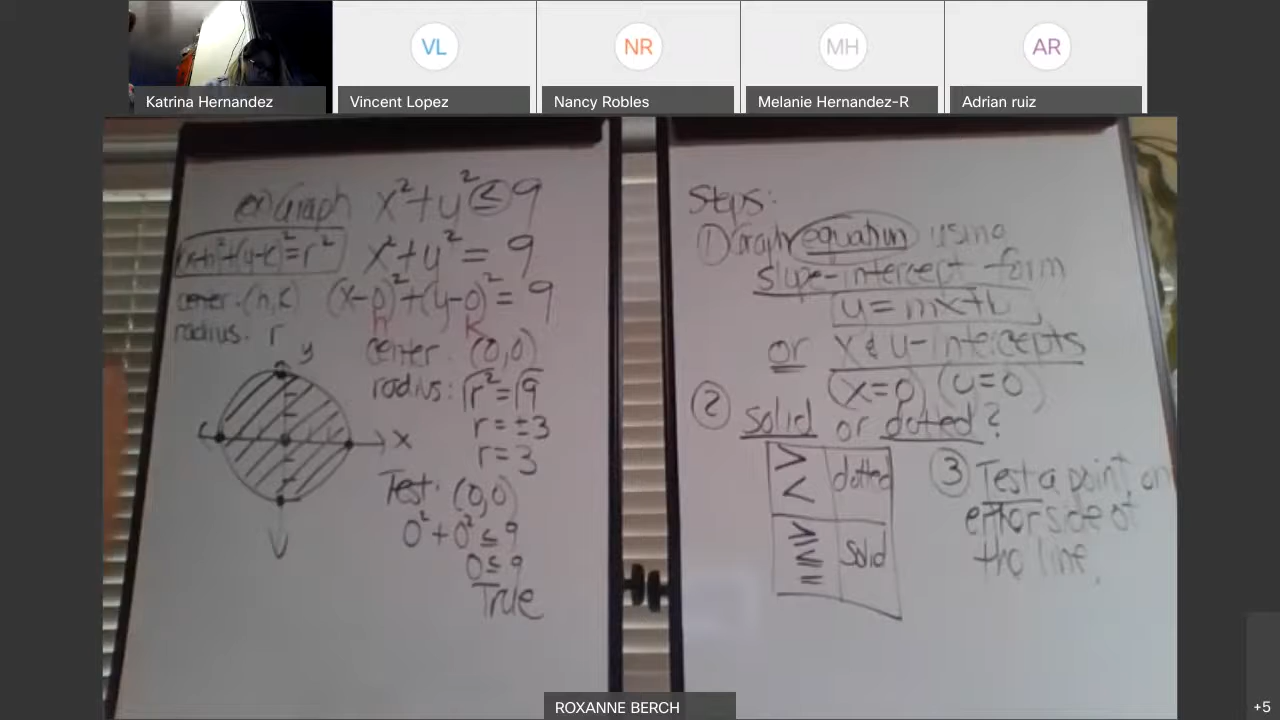 VL
NR
MH
AR
Katrina Hernandez
Vincent Lopez
Nancy Robles
Melanie Hernandez-R
Adrian ruiz
ex Graph x² + y² ≤ 9
(x-h)² + (y-k)² = r²
x² + y² = 9
center: (h,k)
(x-0)² + (y-0)² = 9
h k
radius: r
center: (0,0)
y
radius: √r² = √9
r = ±3
x
r = 3
Test: (0,0)
0² + 0² ≤ 9
0 ≤ 9
True
Steps:
① Graph equation using
slope-intercept form
y = mx + b
or x & y-intercepts
(x=0) (y=0)
② solid or dotted?
> < dotted
≥ ≤ = solid
③ Test a point on
either side of
the line.
ROXANNE BERCH
+5